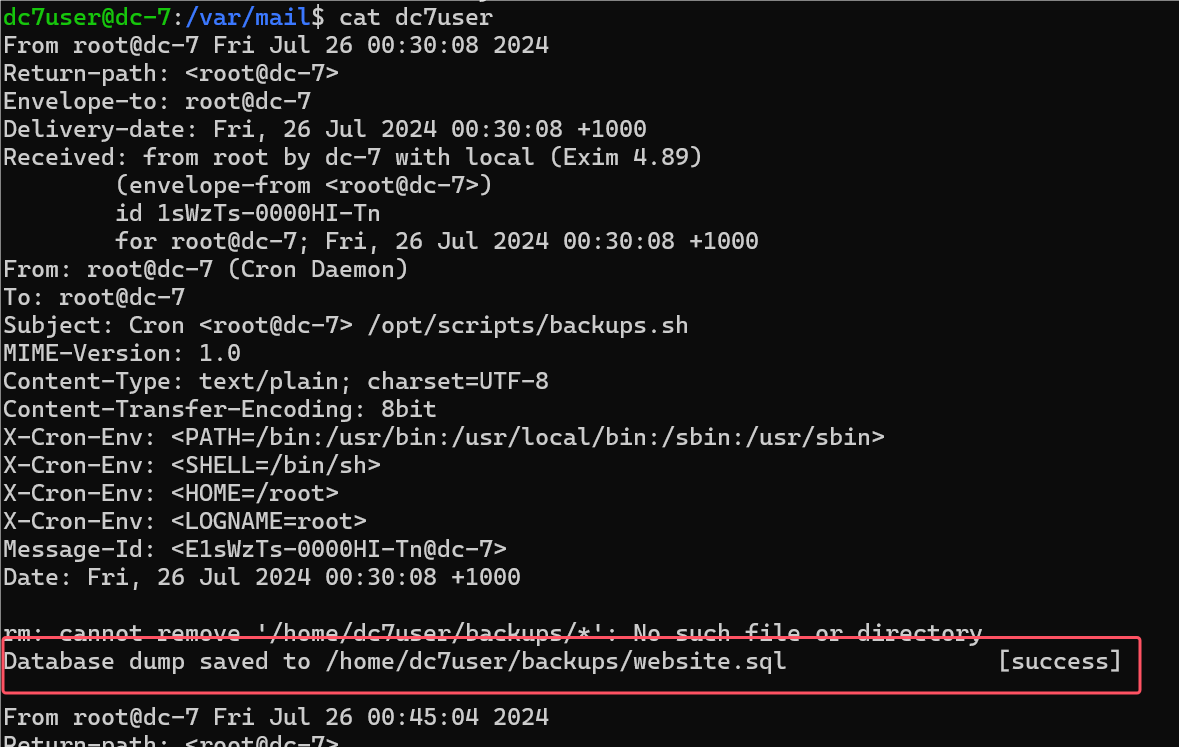 dc7user@dc-7:/var/mail$ cat dc7user
From root@dc-7 Fri Jul 26 00:30:08 2024
Return-path: <root@dc-7>
Envelope-to: root@dc-7
Delivery-date: Fri, 26 Jul 2024 00:30:08 +1000
Received: from root by dc-7 with local (Exim 4.89)
        (envelope-from <root@dc-7>)
        id 1sWzTs-0000HI-Tn
        for root@dc-7; Fri, 26 Jul 2024 00:30:08 +1000
From: root@dc-7 (Cron Daemon)
To: root@dc-7
Subject: Cron <root@dc-7> /opt/scripts/backups.sh
MIME-Version: 1.0
Content-Type: text/plain; charset=UTF-8
Content-Transfer-Encoding: 8bit
X-Cron-Env: <PATH=/bin:/usr/bin:/usr/local/bin:/sbin:/usr/sbin>
X-Cron-Env: <SHELL=/bin/sh>
X-Cron-Env: <HOME=/root>
X-Cron-Env: <LOGNAME=root>
Message-Id: <E1sWzTs-0000HI-Tn@dc-7>
Date: Fri, 26 Jul 2024 00:30:08 +1000

rm: cannot remove '/home/dc7user/backups/*': No such file or directory
Database dump saved to /home/dc7user/backups/website.sql               [success]

From root@dc-7 Fri Jul 26 00:45:04 2024
Return-path: <root@dc-7>